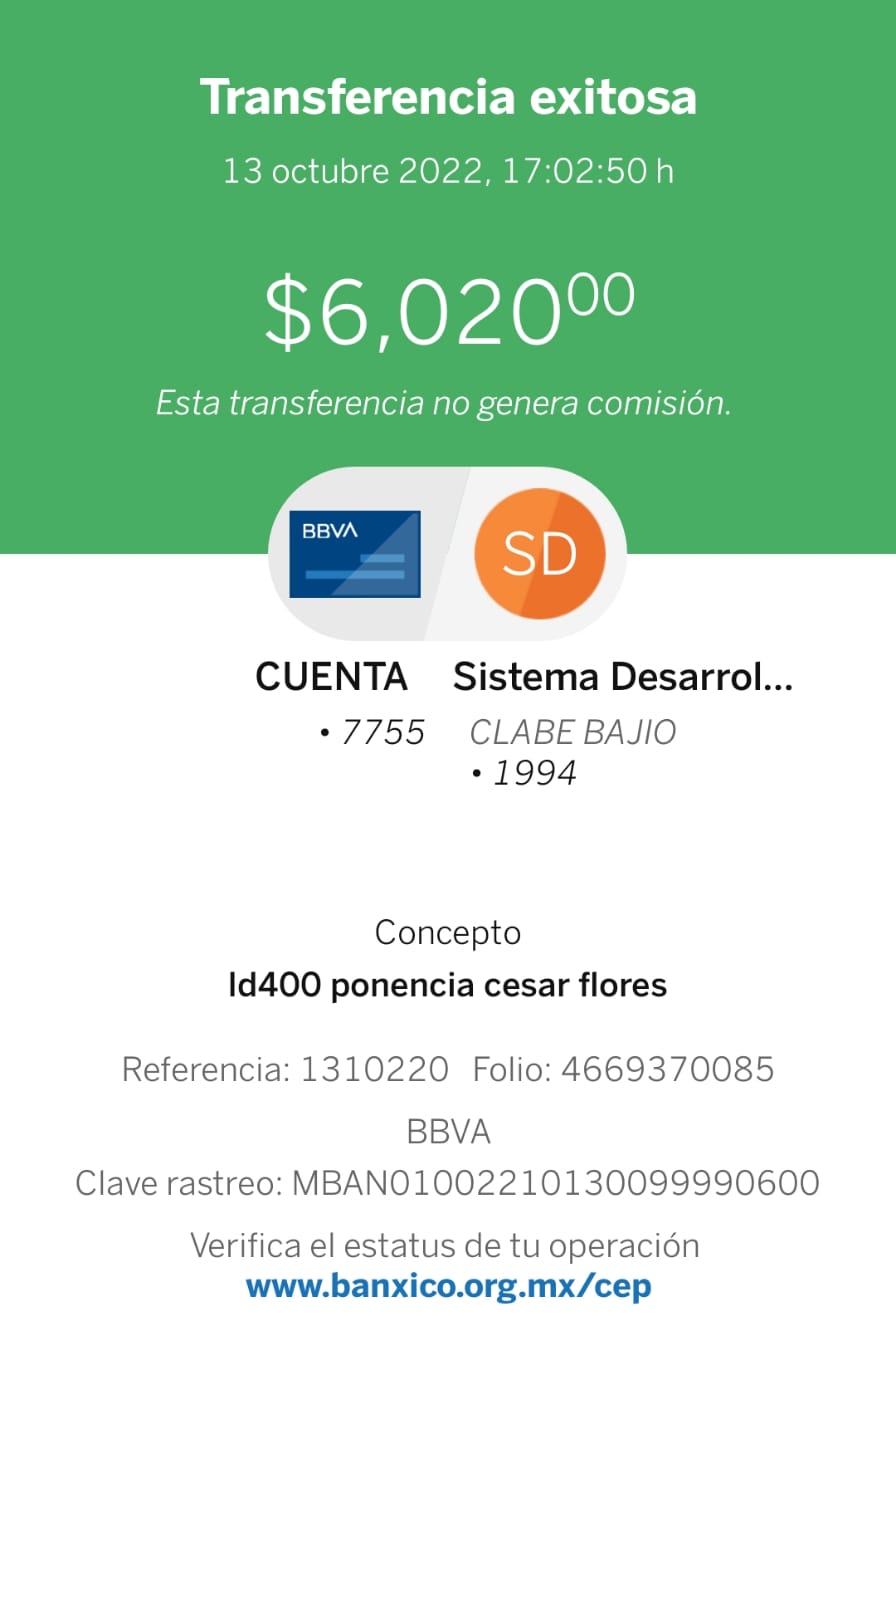 Transferencia exitosa
13 octubre 2022, 17:02:50 h
$6,020⁰⁰
Esta transferencia no genera comisión.
BBVA
SD
CUENTA
• 7755
Sistema Desarrol...
CLABE BAJIO
• 1994
Concepto
Id400 ponencia cesar flores
Referencia: 1310220 Folio: 4669370085
BBVA
Clave rastreo: MBAN01002210130099990600
Verifica el estatus de tu operación
www.banxico.org.mx/cep